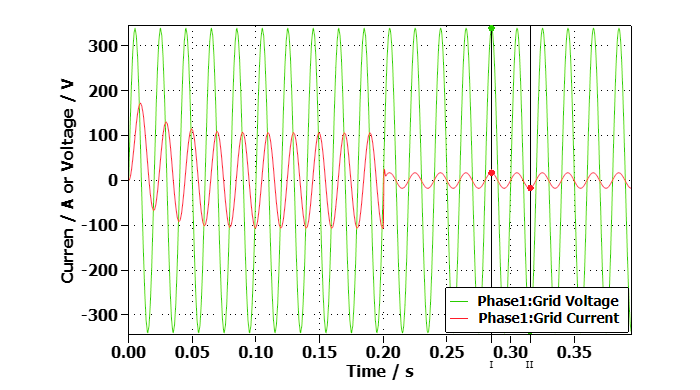 Curren / A or Voltage / V
300
200
100
0
-100
-200
-300
Phase1:Grid Voltage
Phase1:Grid Current
0.00 0.05 0.10 0.15 0.20 0.25 0.30 0.35
I II
Time / s